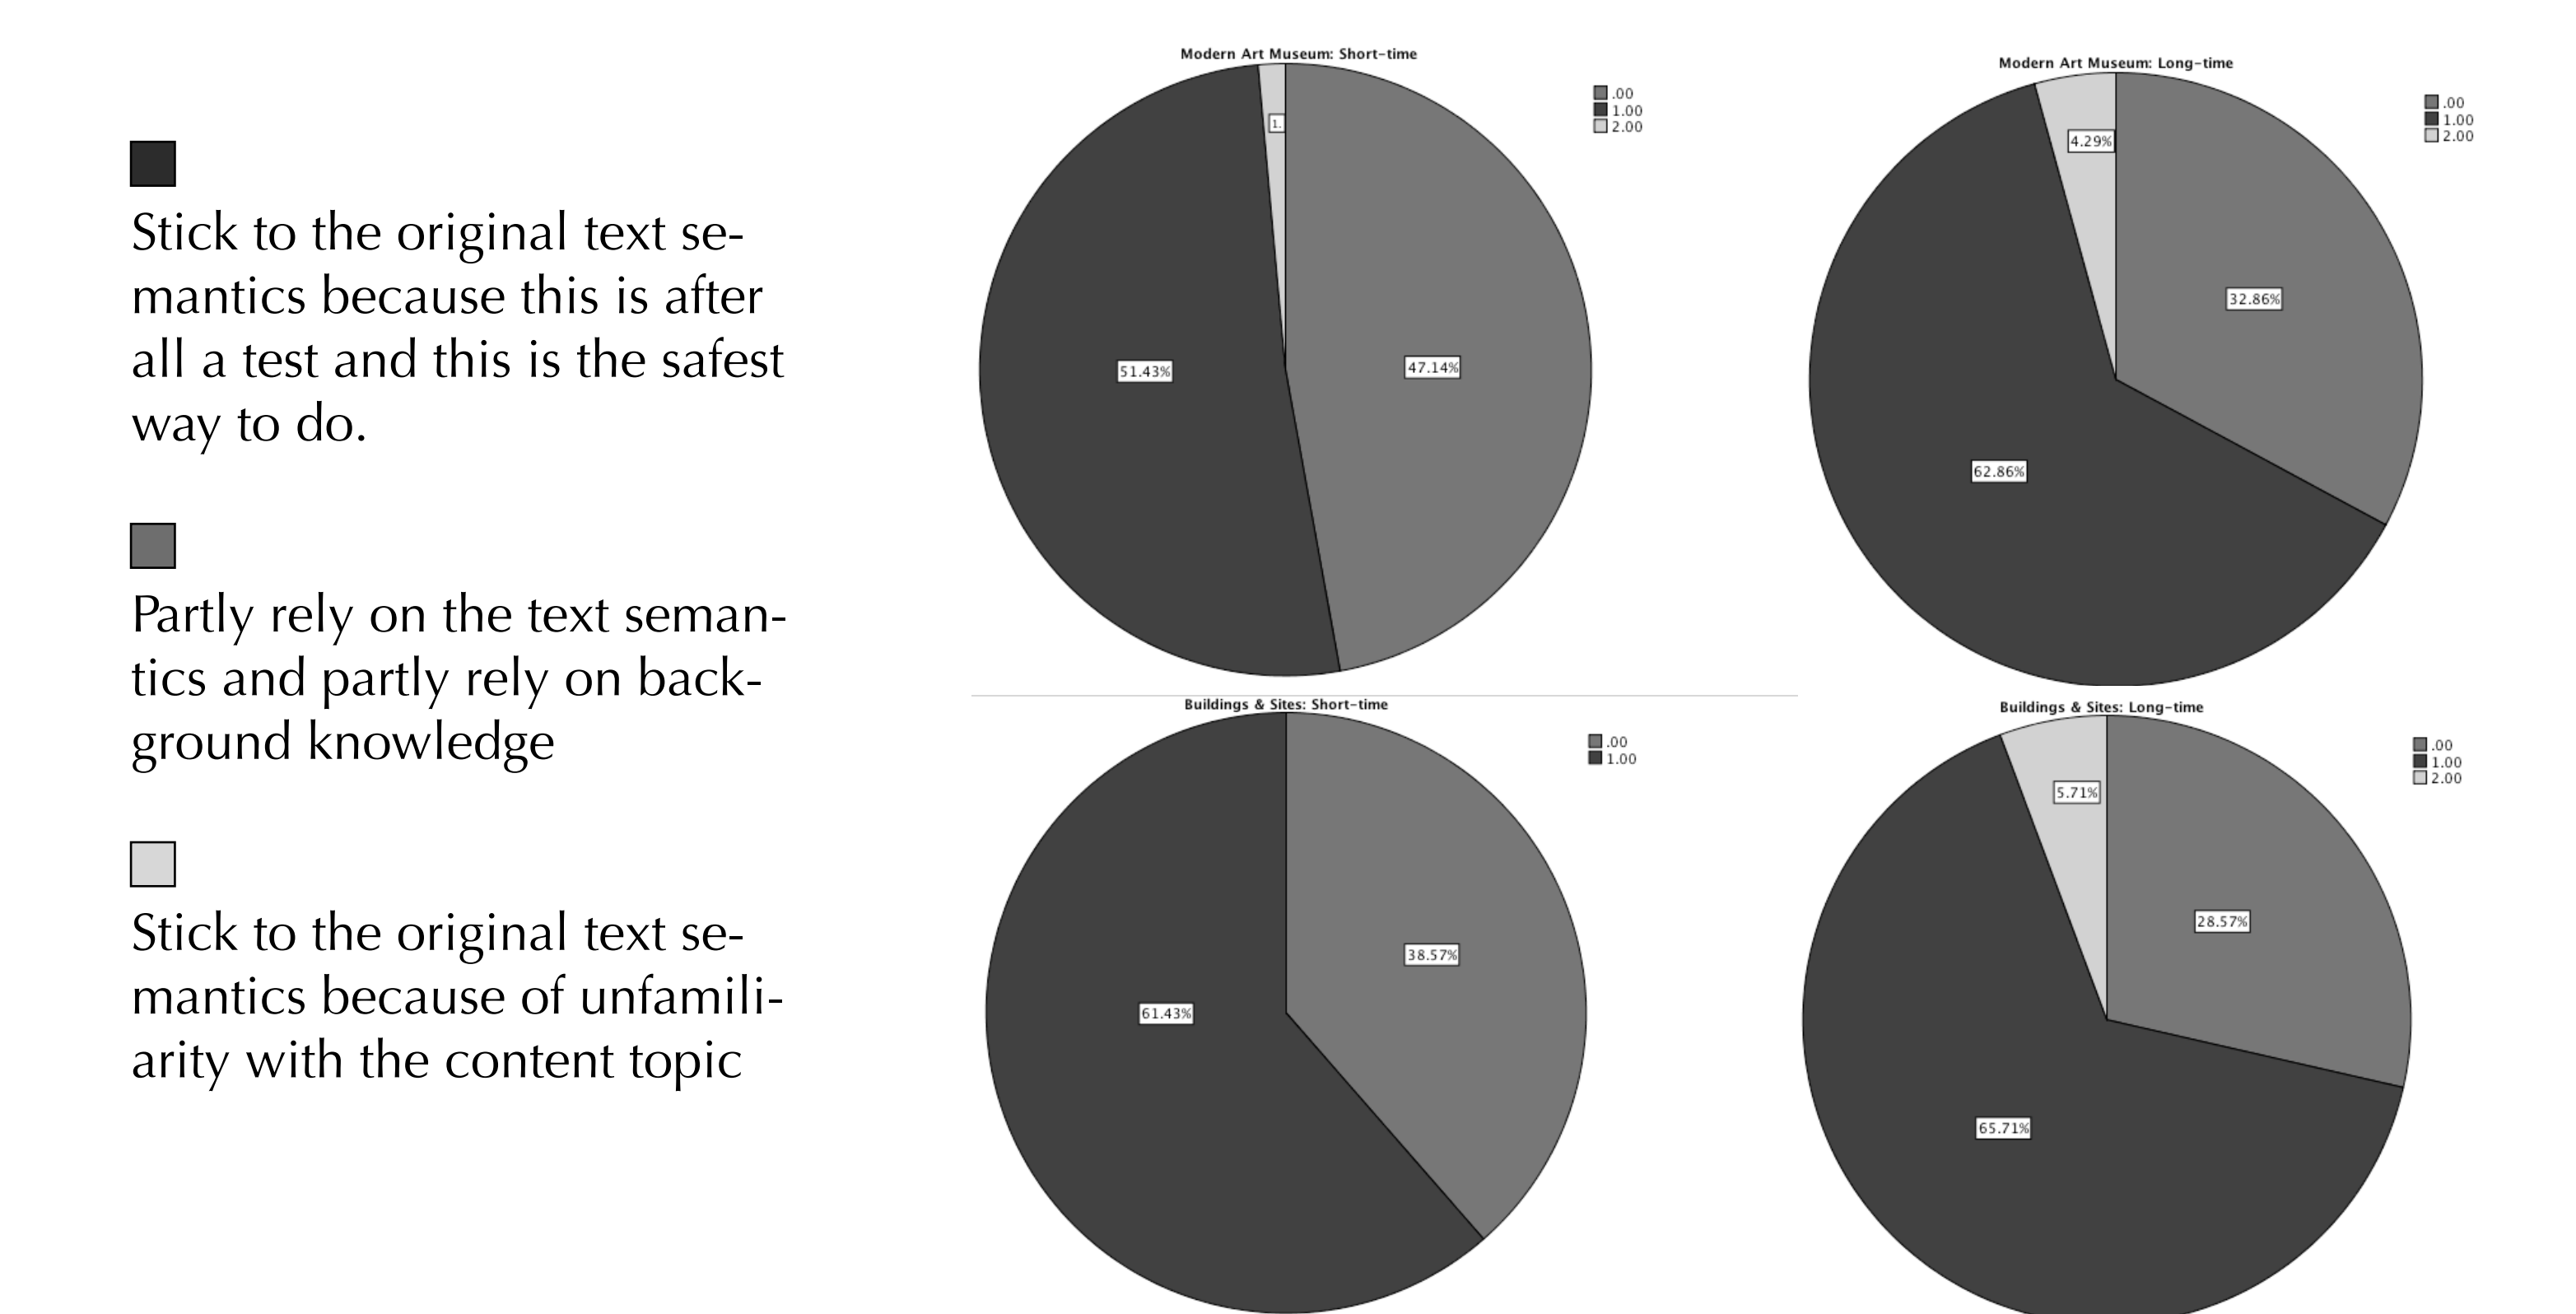 Stick to the original text se-
mantics because this is after
all a test and this is the safest
way to do.
Partly rely on the text seman-
tics and partly rely on back-
ground knowledge
Stick to the original text se-
mantics because of unfamili-
arity with the content topic
Modern Art Museum: Short-time
.00
1.00
2.00
1.
51.43%
47.14%
Modern Art Museum: Long-time
.00
1.00
2.00
4.29%
32.86%
62.86%
Buildings & Sites: Short-time
.00
1.00
38.57%
61.43%
Buildings & Sites: Long-time
.00
1.00
2.00
5.71%
28.57%
65.71%